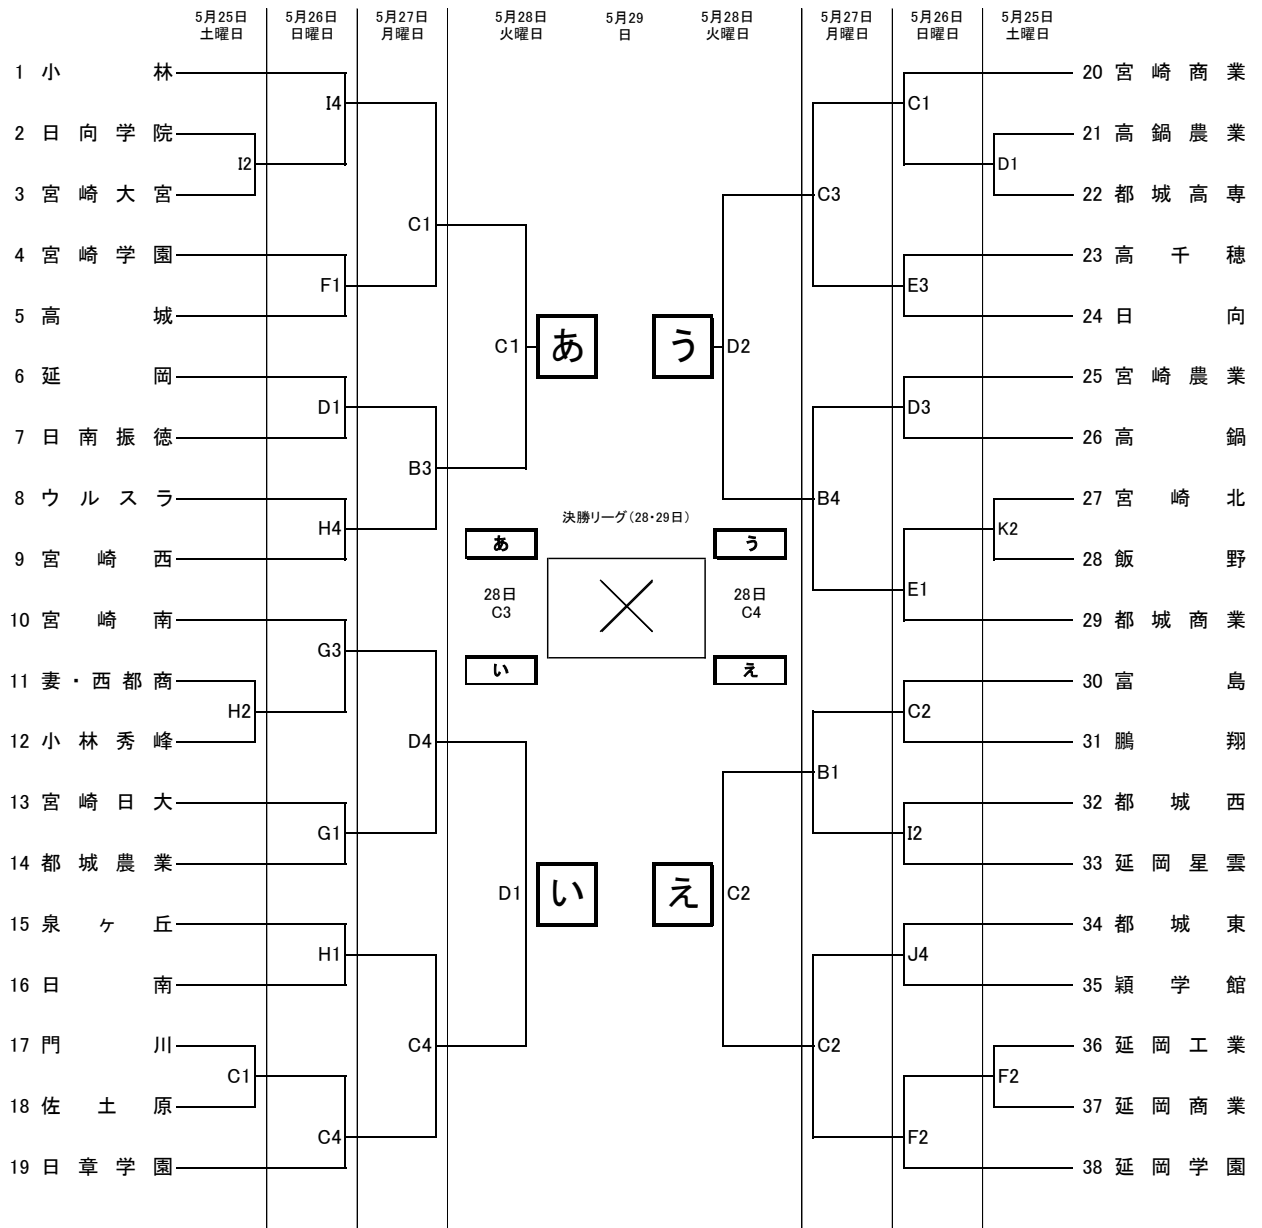 5月25日 5月26日 5月27日 5月28日 5月29 5月28日 5月27日 5月26日 5月25日
土曜日 日曜日 月曜日 火曜日 日 火曜日 月曜日 日曜日 土曜日
1 小林 20 宮崎商業
I4 C1
2 日向学院 21 高鍋農業
I2 D1
3 宮崎大宮 C3 22 都城高専
C1
4 宮崎学園 23 高千穂
F1 E3
5 高城 24 日向
C1 あ う D2
6 延岡 25 宮崎農業
D1 D3
7 日南振徳 26 高鍋
B3
8 ウルスラ B4 27 宮崎北
決勝リーグ(28・29日)
H4 K2
あ う
9 宮崎西 28 飯野
28日 28日 E1
C3 C4
10 宮崎南 29 都城商業
G3
い え
11 妻・西都商 30 富島
H2 C2
12 小林秀峰 D4 31 鵬翔
B1
13 宮崎日大 32 都城西
G1 I2
14 都城農業 33 延岡星雲
D1 い え C2
15 泉ヶ丘 34 都城東
H1 J4
16 日南 35 穎学館
17 門川 C4 C2 36 延岡工業
C1 F2
18 佐土原 37 延岡商業
C4 F2
19 日章学園 38 延岡学園